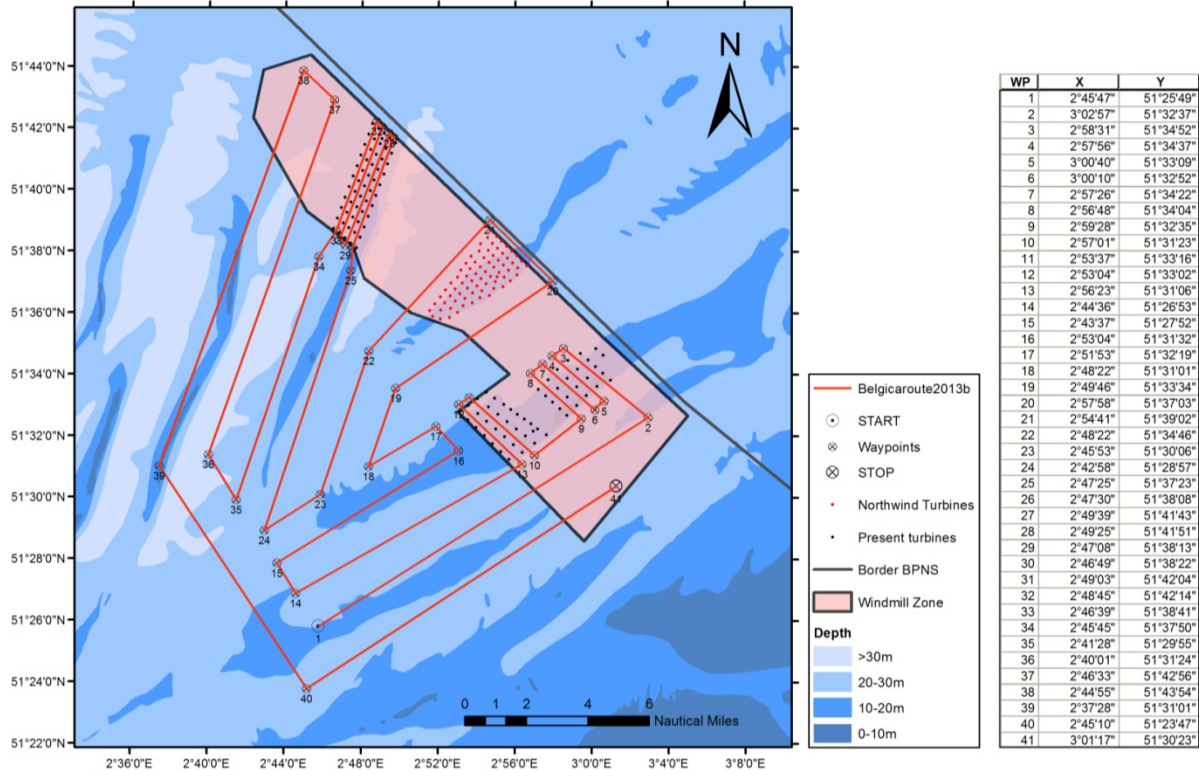 N
51°44'0"N
51°42'0"N
51°40'0"N
51°38'0"N
51°36'0"N
51°34'0"N
51°32'0"N
51°30'0"N
51°28'0"N
51°26'0"N
51°24'0"N
51°22'0"N
38
37
34
29
25
21
20
22
19
3
4
7
8
5
6
9
2
12
17
16
10
13
18
36
39
35
23
24
41
15
14
1
40
0 1 2 4 6
Nautical Miles
2°36'0"E 2°40'0"E 2°44'0"E 2°48'0"E 2°52'0"E 2°56'0"E 3°0'0"E 3°4'0"E 3°8'0"E
Belgicaroute2013b
START
Waypoints
STOP
Northwind Turbines
Present turbines
Border BPNS
Windmill Zone
Depth
>30m
20-30m
10-20m
0-10m
WP X Y
1 2°45'47" 51°25'49"
2 3°02'57" 51°32'37"
3 2°58'31" 51°34'52"
4 2°57'56" 51°34'37"
5 3°00'40" 51°33'09"
6 3°00'10" 51°32'52"
7 2°57'26" 51°34'22"
8 2°56'48" 51°34'04"
9 2°59'28" 51°32'35"
10 2°57'01" 51°31'23"
11 2°53'37" 51°33'16"
12 2°53'04" 51°33'02"
13 2°56'23" 51°31'06"
14 2°44'36" 51°26'53"
15 2°43'37" 51°27'52"
16 2°53'04" 51°31'32"
17 2°51'53" 51°32'19"
18 2°48'22" 51°31'01"
19 2°49'46" 51°33'34"
20 2°57'58" 51°37'03"
21 2°54'41" 51°39'02"
22 2°48'22" 51°34'46"
23 2°45'53" 51°30'06"
24 2°42'58" 51°28'57"
25 2°47'25" 51°37'23"
26 2°47'30" 51°38'08"
27 2°49'39" 51°41'43"
28 2°49'25" 51°41'51"
29 2°47'08" 51°38'13"
30 2°46'49" 51°38'22"
31 2°49'03" 51°42'04"
32 2°48'45" 51°42'14"
33 2°46'39" 51°38'41"
34 2°45'45" 51°37'50"
35 2°41'28" 51°29'55"
36 2°40'01" 51°31'24"
37 2°46'33" 51°42'56"
38 2°44'55" 51°43'54"
39 2°37'28" 51°31'01"
40 2°45'10" 51°23'47"
41 3°01'17" 51°30'23"